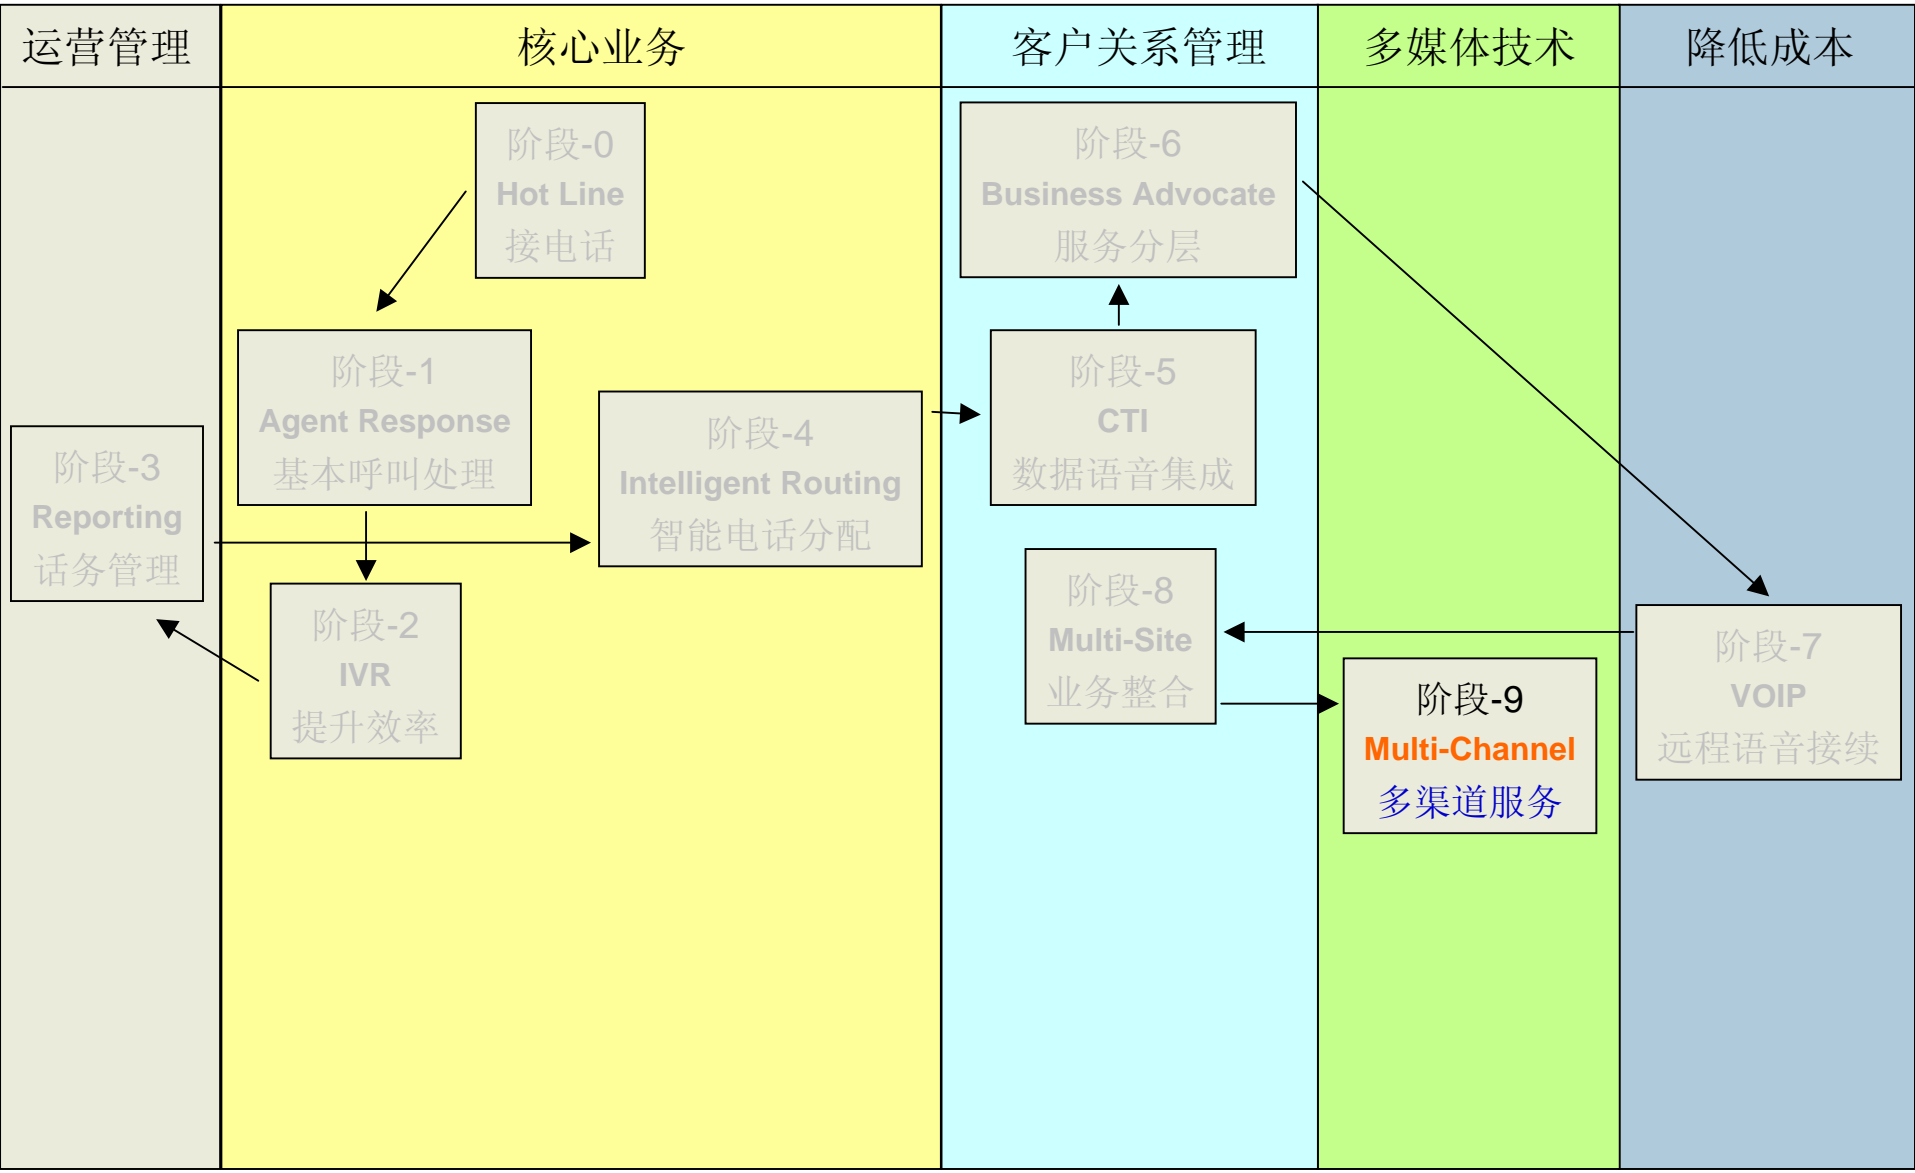 运营管理
核心业务
客户关系管理
多媒体技术
降低成本
阶段-0
Hot Line
接电话
阶段-6
Business Advocate
服务分层
阶段-1
Agent Response
基本呼叫处理
阶段-5
CTI
数据语音集成
阶段-4
Intelligent Routing
智能电话分配
阶段-3
Reporting
话务管理
阶段-8
Multi-Site
业务整合
阶段-2
IVR
提升效率
阶段-7
VOIP
远程语音接续
阶段-9
Multi-Channel
多渠道服务